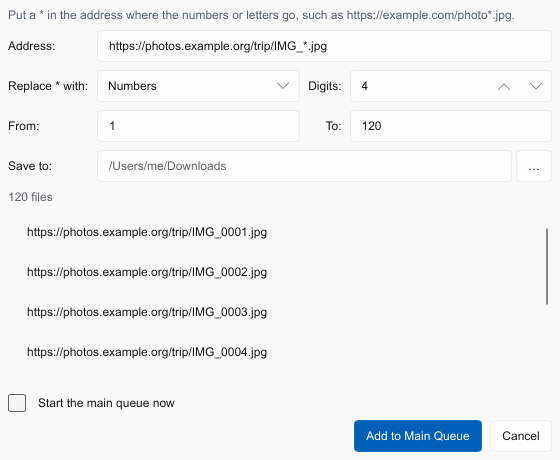 Put a * in the address where the numbers or letters go, such as https://example.com/photo*.jpg.
Address: https://photos.example.org/trip/IMG_*.jpg
Replace * with: Numbers Digits: 4
From: 1 To: 120
Save to: /Users/me/Downloads ...
120 files
https://photos.example.org/trip/IMG_0001.jpg
https://photos.example.org/trip/IMG_0002.jpg
https://photos.example.org/trip/IMG_0003.jpg
https://photos.example.org/trip/IMG_0004.jpg
Start the main queue now
Add to Main Queue Cancel